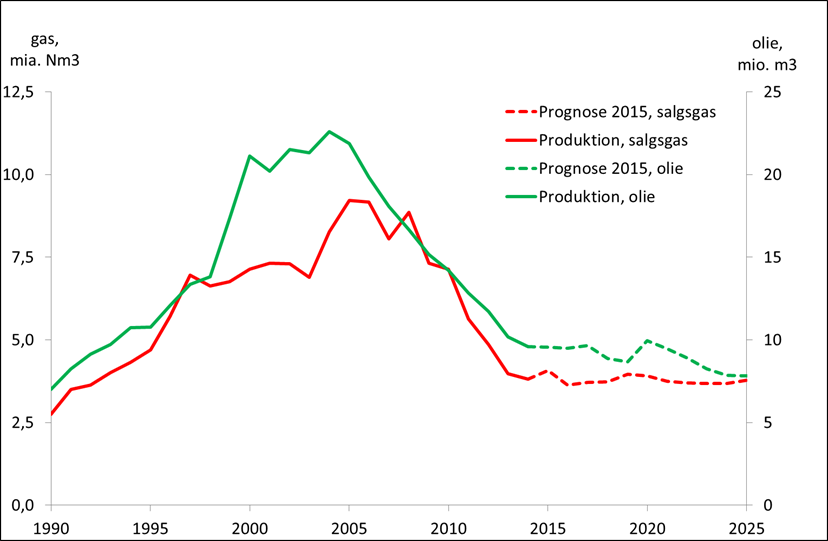 gas,
mia. Nm3
olie,
mio. m3
12,5
10,0
7,5
5,0
2,5
0,0
25
20
15
10
5
0
Prognose 2015, salgsgas
Produktion, salgsgas
Prognose 2015, olie
Produktion, olie
1990
1995
2000
2005
2010
2015
2020
2025